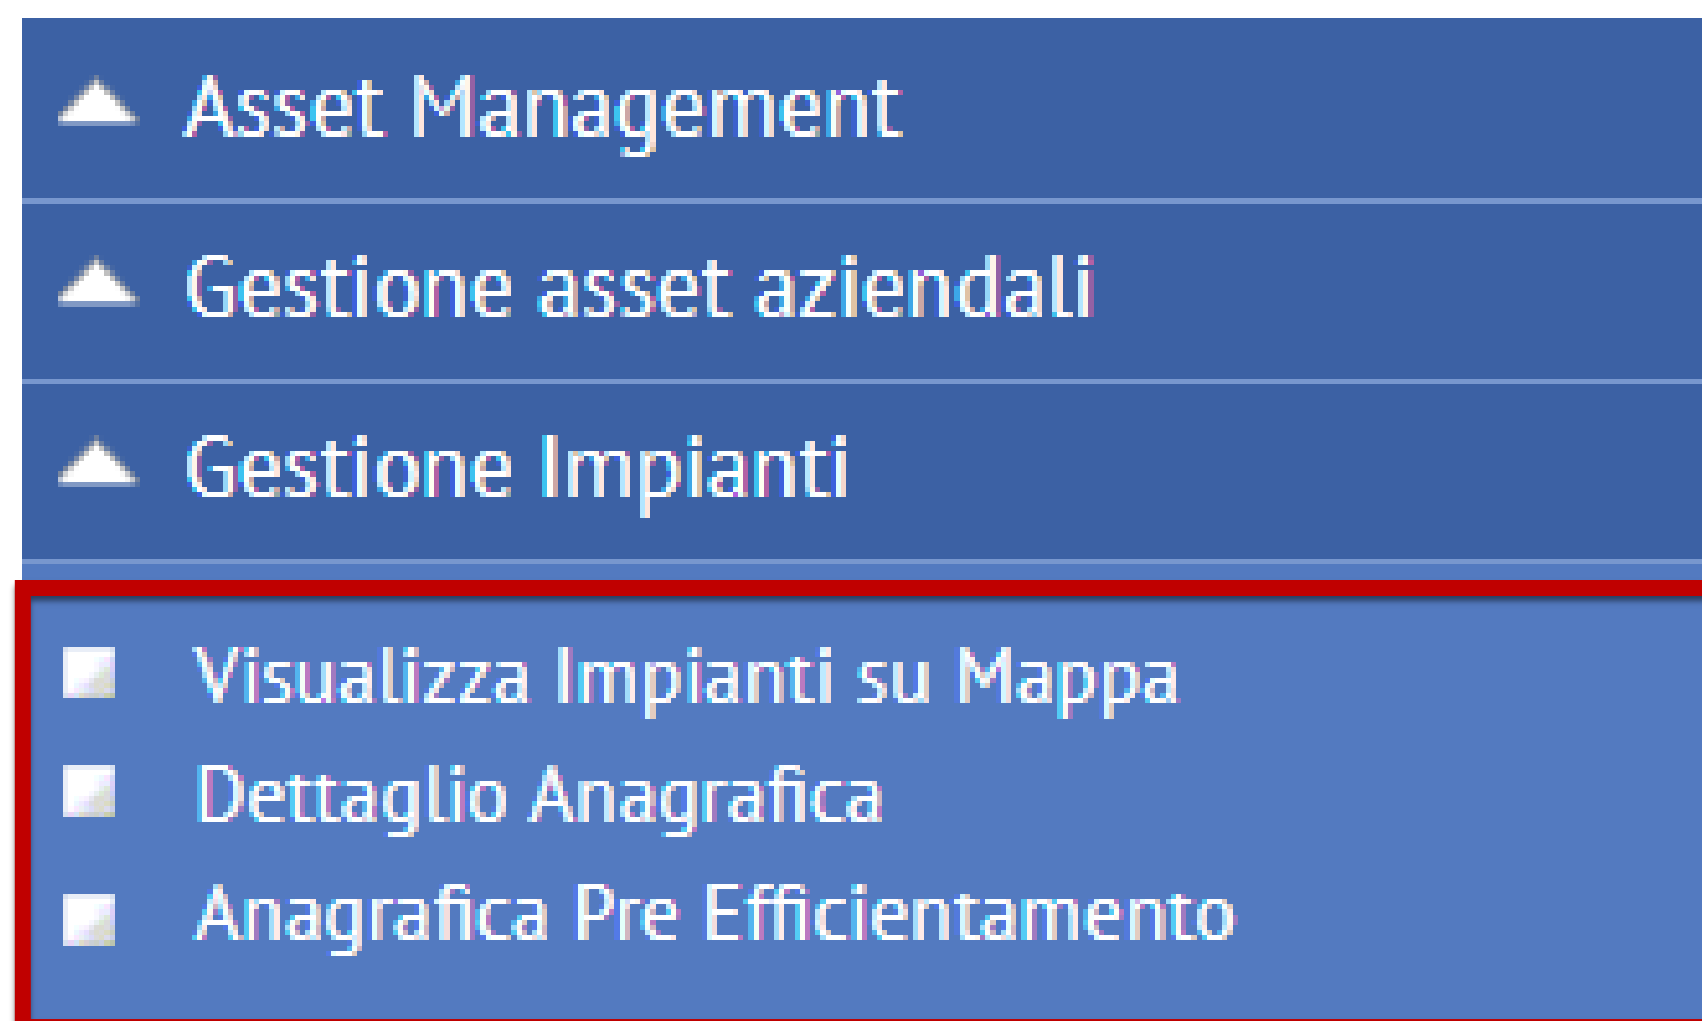 Asset Management
Gestione asset aziendali
Gestione Impianti
Visualizza Impianti su Mappa
Dettaglio Anagrafica
Anagrafica Pre Efficientamento